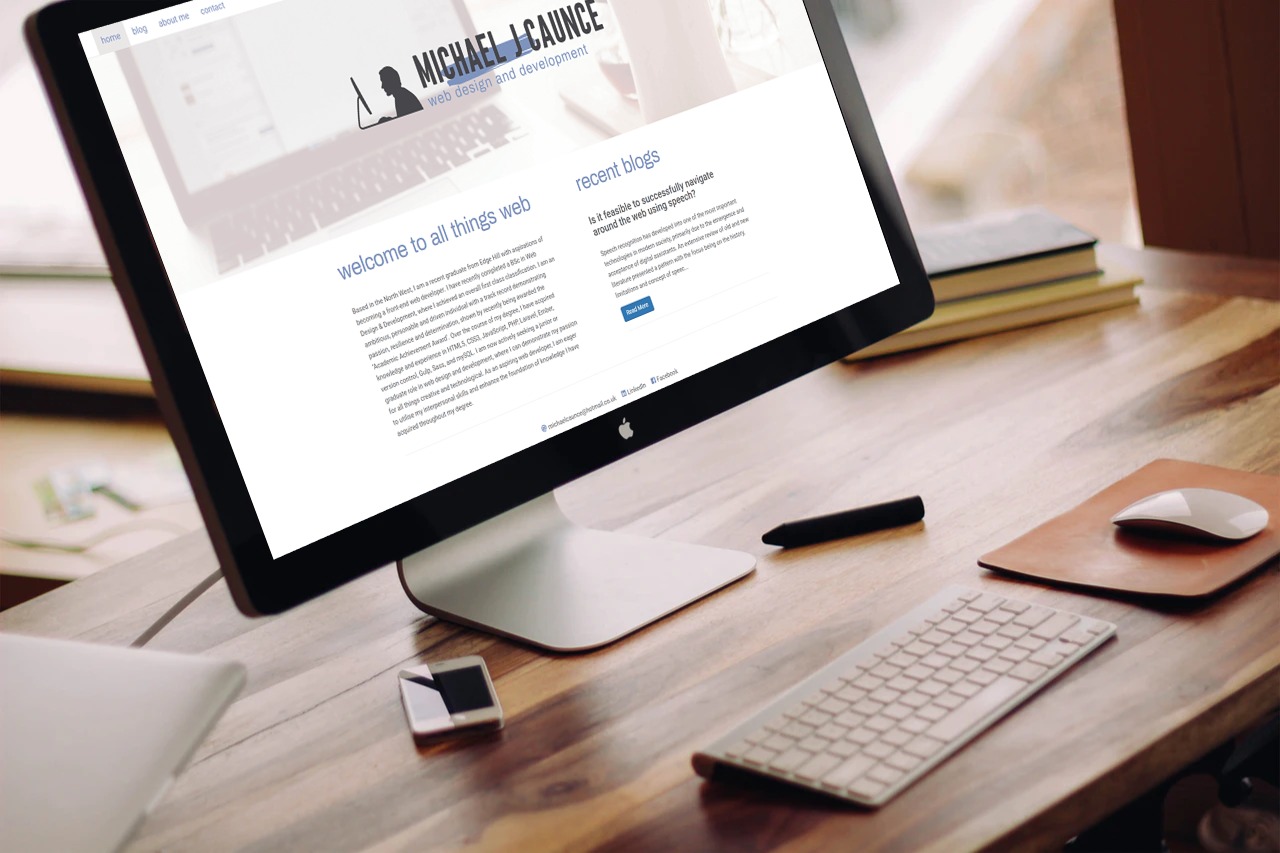 home blog about me contact
MICHAEL J CAUNCE
web design and development
welcome to all things web
Based in the North West, I am a recent graduate from Edge Hill with aspirations of
becoming a front-end web developer. I have recently completed a BSc in Web
Design & Development, where I achieved an overall first class classification. I am an
ambitious, personable and driven individual with a track record demonstrating
passion, resilience and determination, shown by recently being awarded the
'Academic Achievement Award'. Over the course of my degree, I have acquired
knowledge and experience in HTML5, CSS3, JavaScript, PHP, Laravel, Ember,
version control, Gulp, Sass, and mySQL. I am now actively seeking a junior or
graduate role in web design and development, where I can demonstrate my passion
for all things creative and technological. As an aspiring web developer, I am eager
to utilise my interpersonal skills and enhance the foundation of knowledge I have
acquired throughout my degree.
recent blogs
Is it feasible to successfully navigate
around the web using speech?
Speech recognition has developed into one of the most important
technologies in modern society, primarily due to the emergence and
acceptance of digital assistants. An extensive review of old and new
literature presented a pattern with the focus being on the history,
limitations and concept of speec...
Read More
michaelcaunce@hotmail.co.uk LinkedIn Facebook